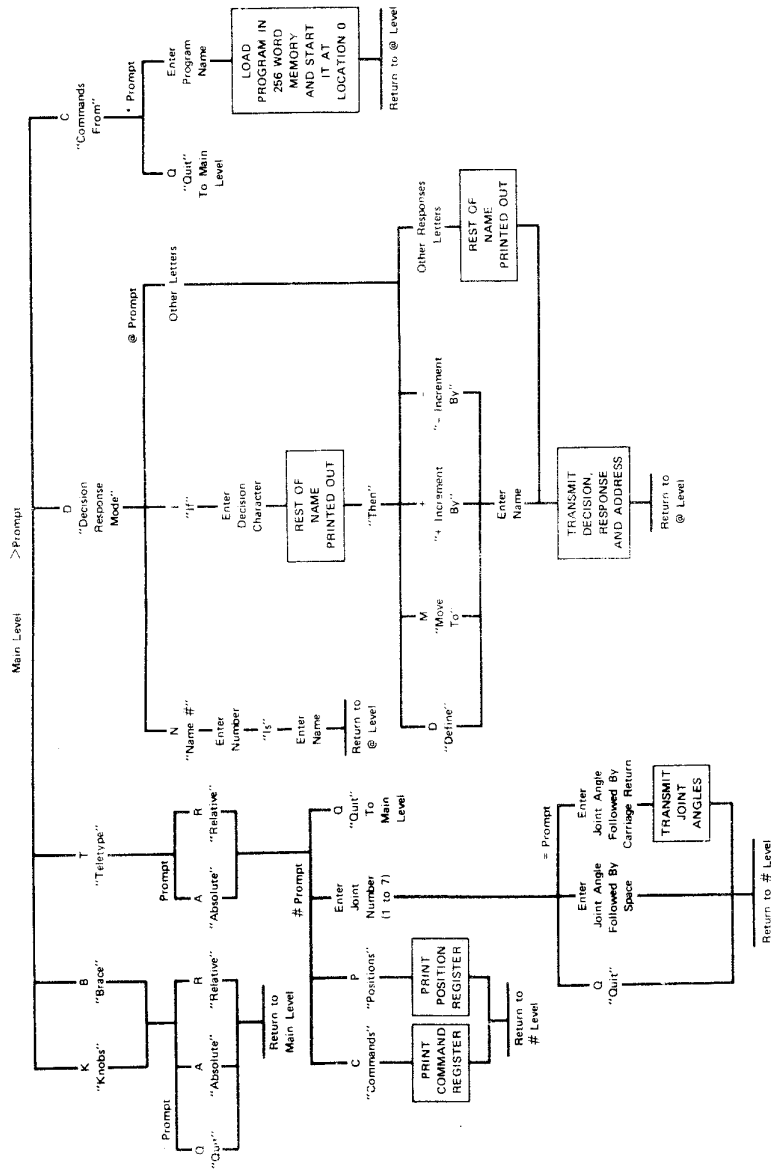 Main Level
>Prompt
K
"Knobs"
B
"Brace"
T
"Teletype"
D
"Decision
Response
Mode"
C
"Commands
From"
Prompt
Q
"Quit"
A
"Absolute"
R
"Relative"
Return to
Main Level
Prompt
A
"Absolute"
R
"Relative"
# Prompt
C
"Commands"
PRINT
COMMAND
REGISTER
P
"Positions"
PRINT
POSITION
REGISTER
Return to
# Level
Enter
Joint
Number
(1 to 7)
Q
"Quit"
To
Main
Level
= Prompt
Q
"Quit"
Enter
Joint Angle
Followed By
Space
Enter
Joint Angle
Followed By
Carriage Return
TRANSMIT
JOINT
ANGLES
Return to # Level
@ Prompt
N
"Name #"
Enter
Number
"Is"
Enter
Name
Return to
@ Level
"If"
Enter
Decision
Character
REST OF
NAME
PRINTED OUT
"Then"
Other Letters
D
"Define"
M
"Move
To"
+
"+ Increment
By"
-
"- Increment
By"
Other Responses
Letters
REST OF
NAME
PRINTED OUT
Enter
Name
TRANSMIT
DECISION,
RESPONSE
AND ADDRESS
Return to
@ Level
* Prompt
Q
"Quit"
To Main
Level
Enter
Program
Name
LOAD
PROGRAM IN
256 WORD
MEMORY
AND START
IT AT
LOCATION 0
Return to @ Level